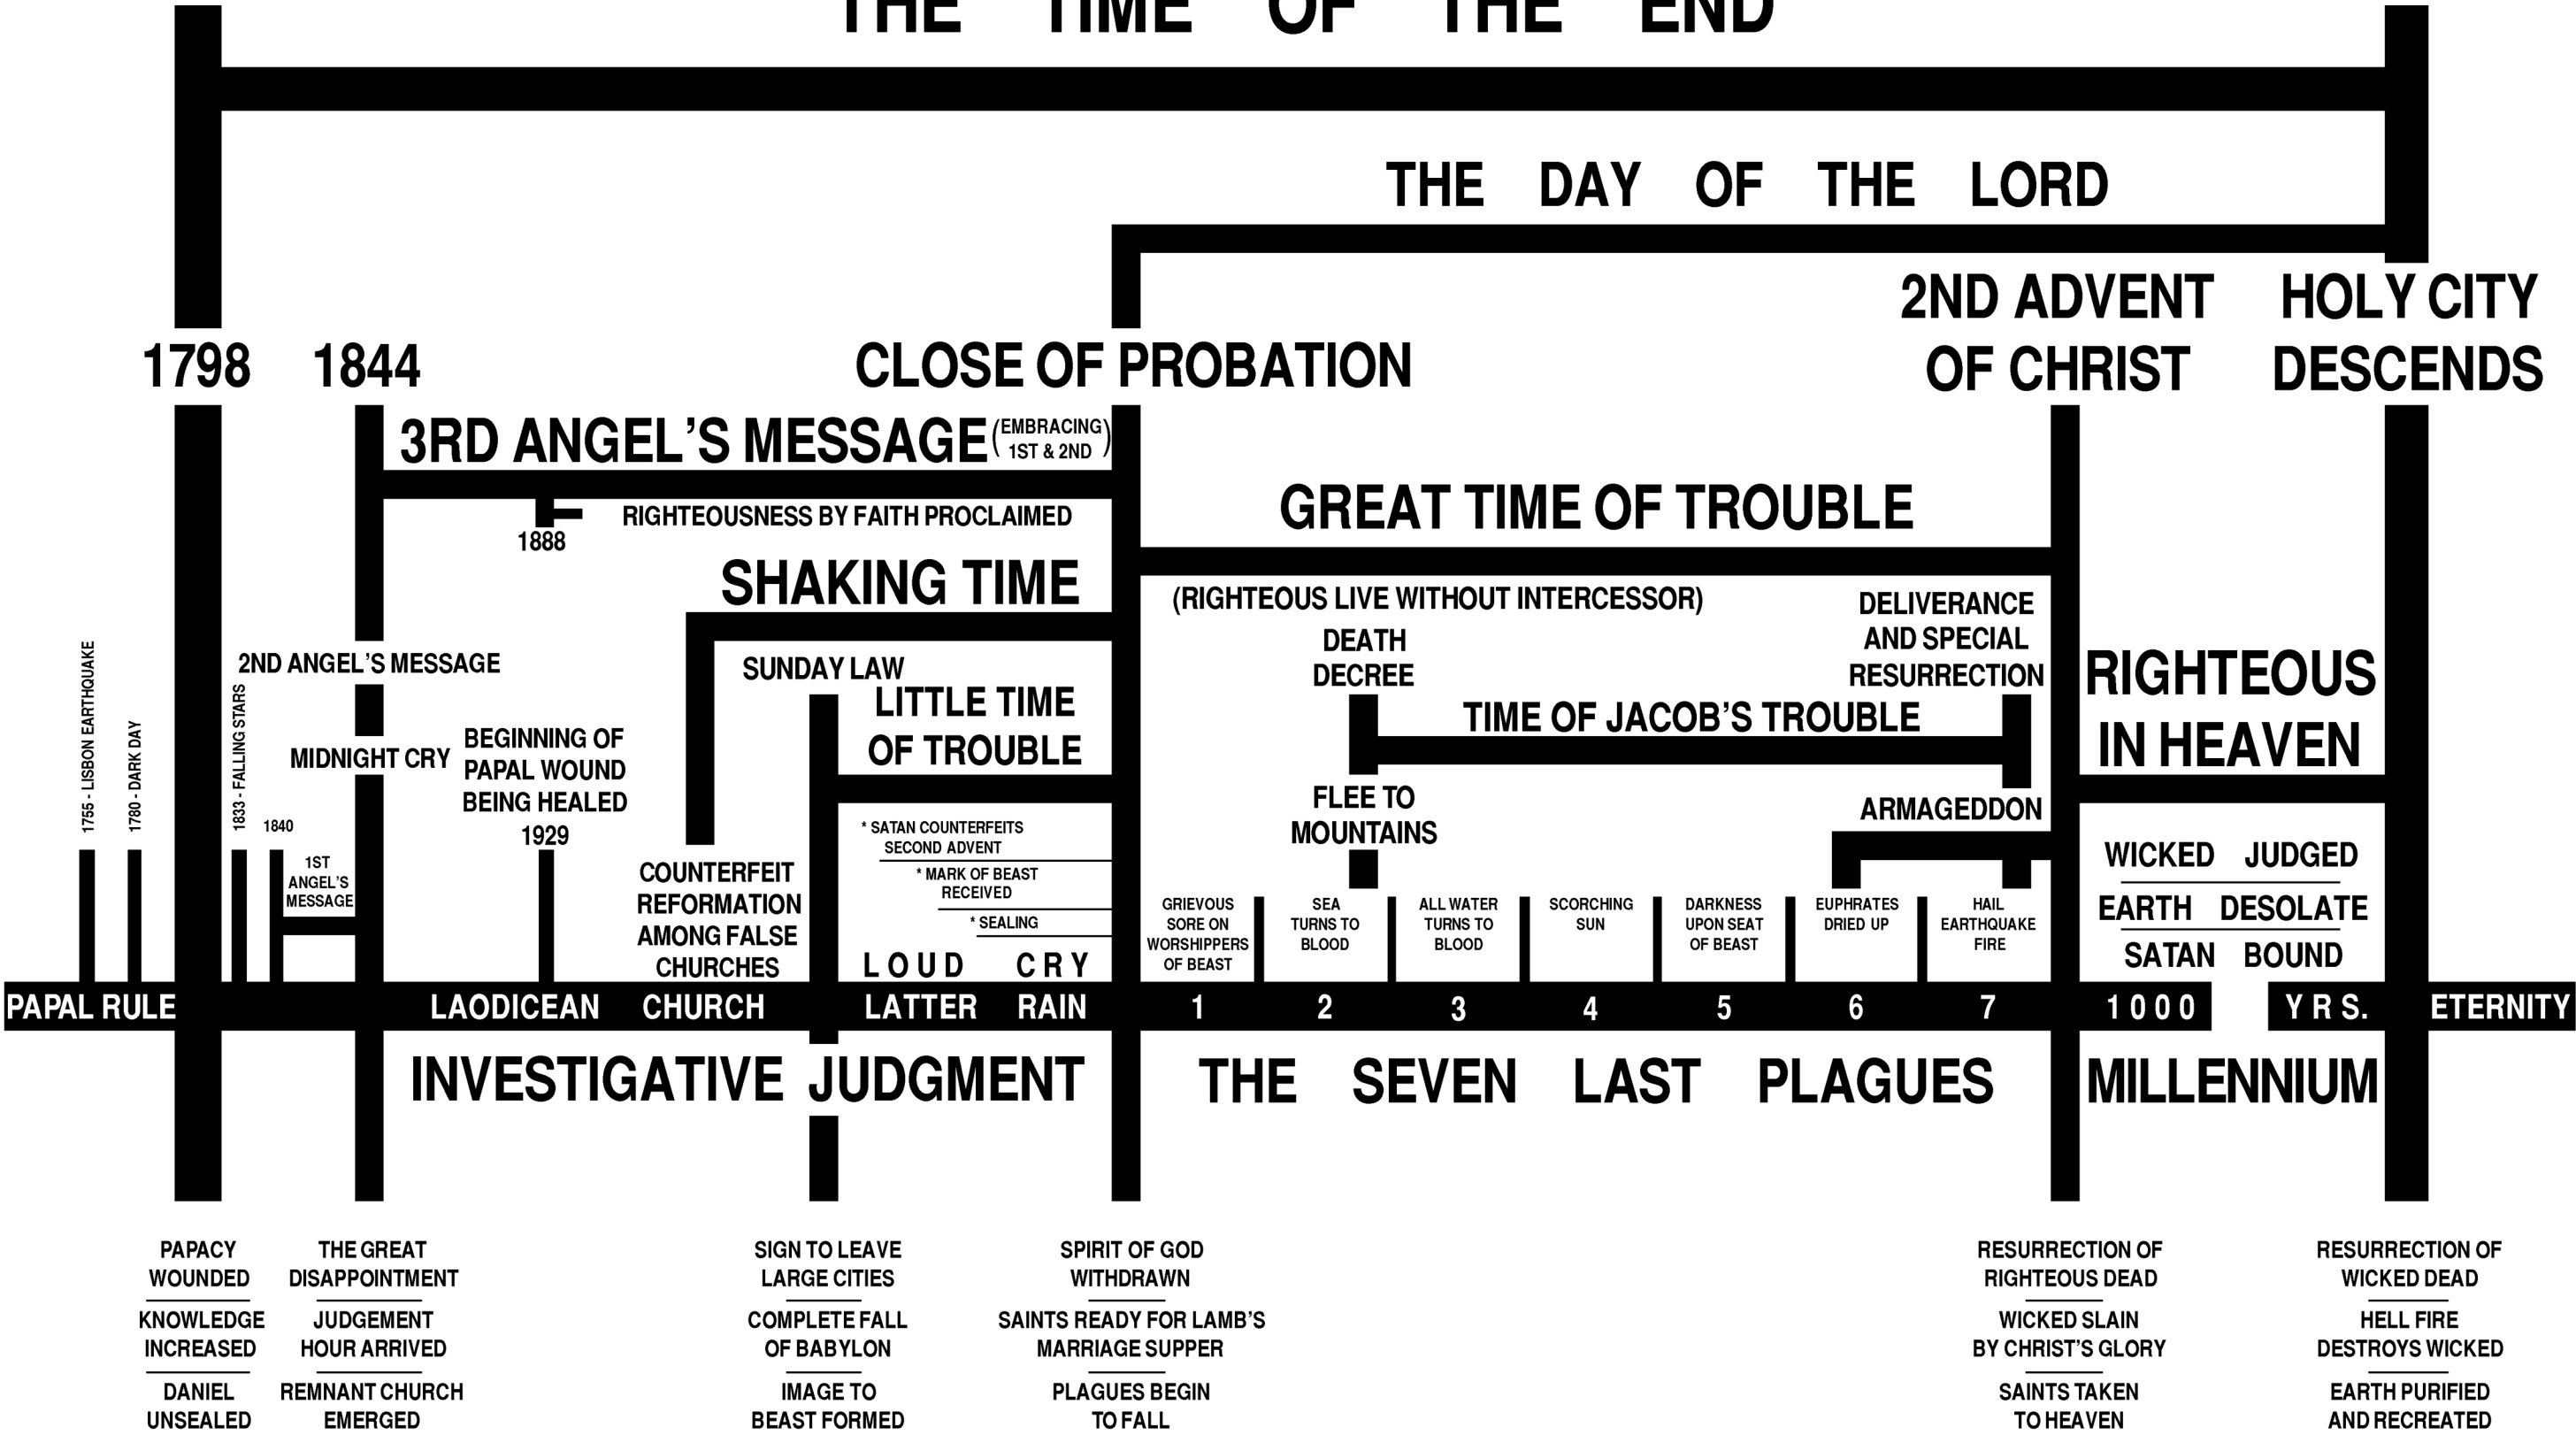 THE TIME OF THE END
THE DAY OF THE LORD
2ND ADVENT
OF CHRIST
HOLY CITY
DESCENDS
1798
1844
CLOSE OF PROBATION
3RD ANGEL'S MESSAGE
(EMBRACING
1ST & 2ND)
RIGHTEOUSNESS BY FAITH PROCLAIMED
1888
GREAT TIME OF TROUBLE
SHAKING TIME
(RIGHTEOUS LIVE WITHOUT INTERCESSOR)
DEATH
DECREE
DELIVERANCE
AND SPECIAL
RESURRECTION
1755 - LISBON EARTHQUAKE
1780 - DARK DAY
1833 - FALLING STARS
2ND ANGEL'S MESSAGE
MIDNIGHT CRY
SUNDAY LAW
LITTLE TIME
OF TROUBLE
TIME OF JACOB'S TROUBLE
RIGHTEOUS
IN HEAVEN
BEGINNING OF
PAPAL WOUND
BEING HEALED
1929
1840
1ST
ANGEL'S
MESSAGE
FLEE TO
MOUNTAINS
ARMAGEDDON
COUNTERFEIT
REFORMATION
AMONG FALSE
CHURCHES
* SATAN COUNTERFEITS
SECOND ADVENT
* MARK OF BEAST
RECEIVED
* SEALING
LOUD CRY
GRIEVOUS
SORE ON
WORSHIPPERS
OF BEAST
SEA
TURNS TO
BLOOD
ALL WATER
TURNS TO
BLOOD
SCORCHING
SUN
DARKNESS
UPON SEAT
OF BEAST
EUPHRATES
DRIED UP
HAIL
EARTHQUAKE
FIRE
WICKED JUDGED
EARTH DESOLATE
SATAN BOUND
PAPAL RULE
LAODICEAN CHURCH
LATTER RAIN
1
2
3
4
5
6
7
1000 YRS.
ETERNITY
INVESTIGATIVE JUDGMENT
THE SEVEN LAST PLAGUES
MILLENNIUM
PAPACY
WOUNDED
KNOWLEDGE
INCREASED
DANIEL
UNSEALED
THE GREAT
DISAPPOINTMENT
JUDGEMENT
HOUR ARRIVED
REMNANT CHURCH
EMERGED
SIGN TO LEAVE
LARGE CITIES
COMPLETE FALL
OF BABYLON
IMAGE TO
BEAST FORMED
SPIRIT OF GOD
WITHDRAWN
SAINTS READY FOR LAMB'S
MARRIAGE SUPPER
PLAGUES BEGIN
TO FALL
RESURRECTION OF
RIGHTEOUS DEAD
WICKED SLAIN
BY CHRIST'S GLORY
SAINTS TAKEN
TO HEAVEN
RESURRECTION OF
WICKED DEAD
HELL FIRE
DESTROYS WICKED
EARTH PURIFIED
AND RECREATED